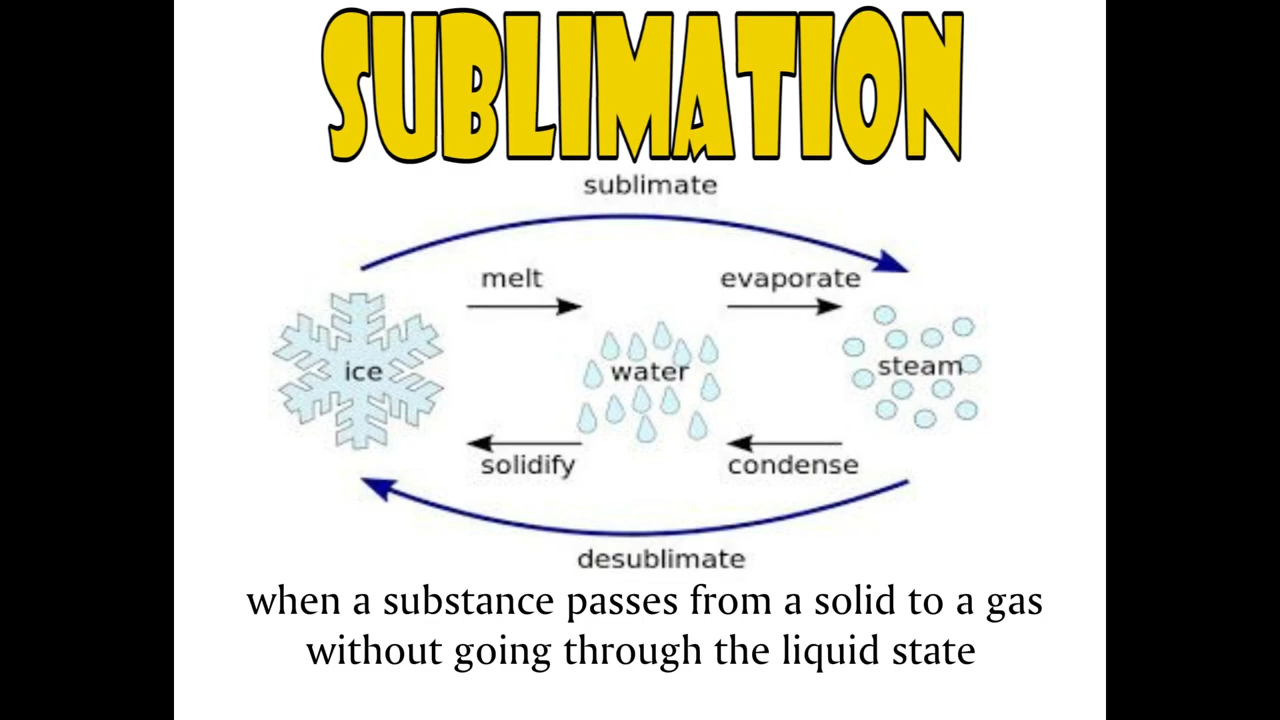 SUBLIMATION
sublimate
melt
evaporate
ice
water
steam
solidify
condense
desublimate
when a substance passes from a solid to a gas
without going through the liquid state